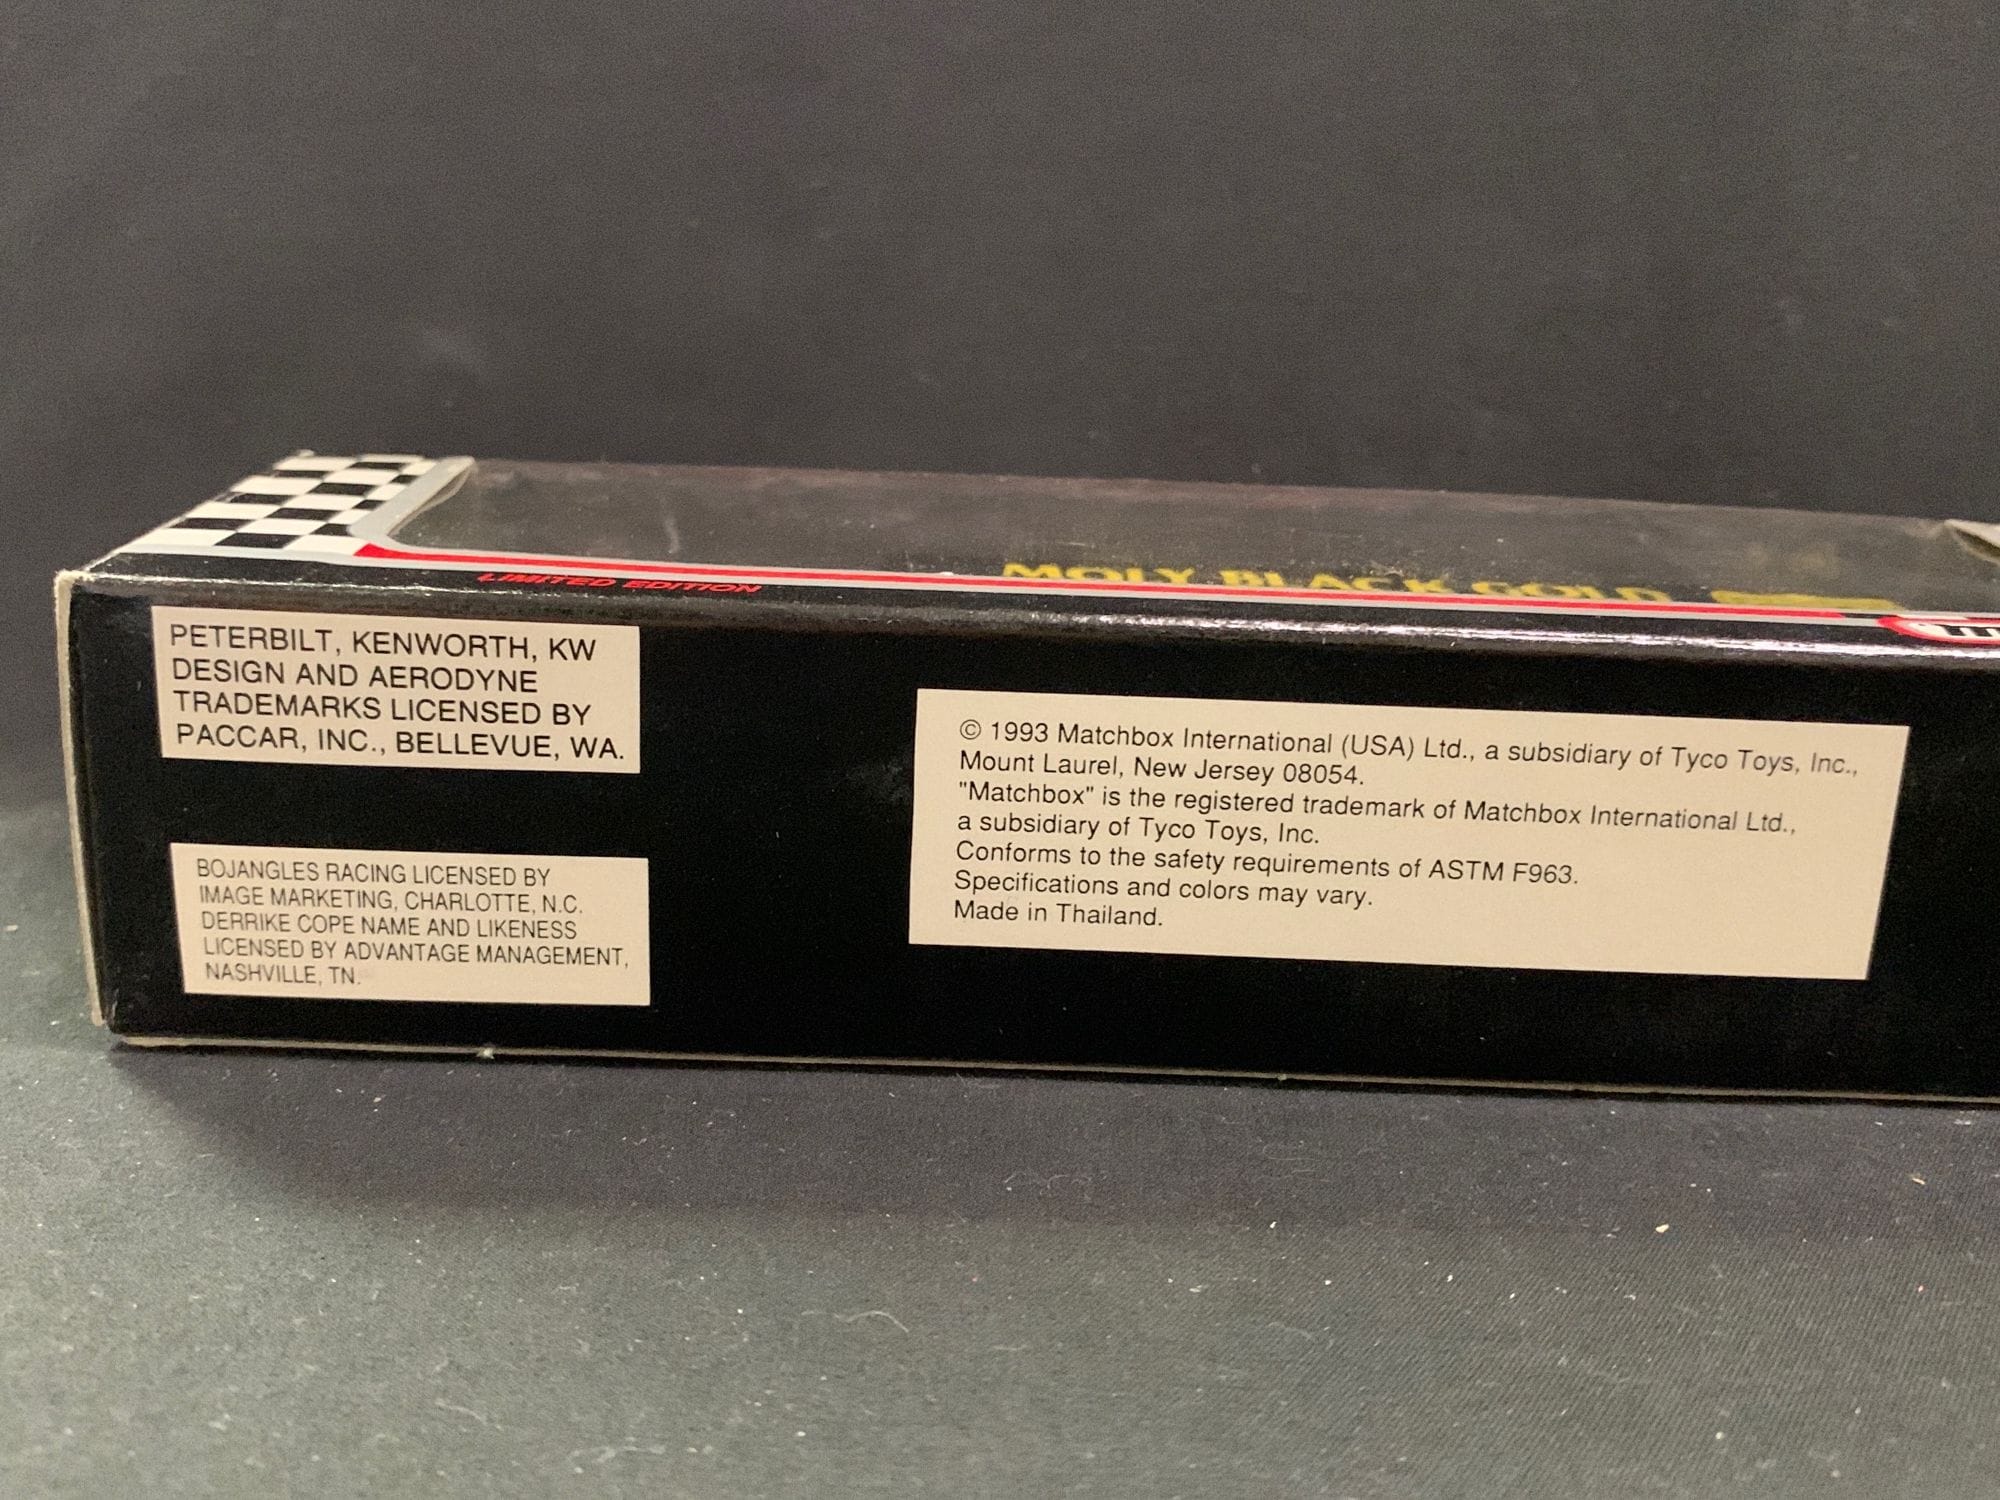 LIMITED EDITION
MOLY BLACK GOLD
PETERBILT, KENWORTH, KW
DESIGN AND AERODYNE
TRADEMARKS LICENSED BY
PACCAR, INC., BELLEVUE, WA.
BOJANGLES RACING LICENSED BY
IMAGE MARKETING, CHARLOTTE, N.C.
DERRIKE COPE NAME AND LIKENESS
LICENSED BY ADVANTAGE MANAGEMENT,
NASHVILLE, TN.
© 1993 Matchbox International (USA) Ltd., a subsidiary of Tyco Toys, Inc.,
Mount Laurel, New Jersey 08054.
"Matchbox" is the registered trademark of Matchbox International Ltd.,
a subsidiary of Tyco Toys, Inc.
Conforms to the safety requirements of ASTM F963.
Specifications and colors may vary.
Made in Thailand.